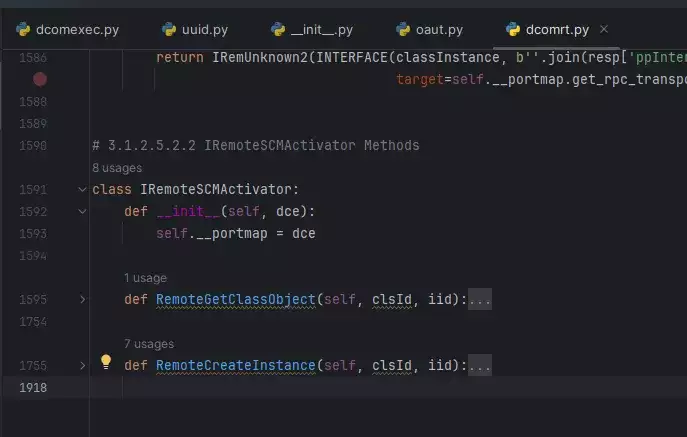 dcomexec.py uuid.py __init__.py oaut.py dcomrt.py
1586 return IRemUnknown2(INTERFACE(classInstance, b''.join(resp['ppInter
target=self.__portmap.get_rpc_transpo
1588
1589
1590 # 3.1.2.5.2.2 IRemoteSCMActivator Methods
8 usages
1591 class IRemoteSCMActivator:
1592 def __init__(self, dce):
1593 self.__portmap = dce
1594
1 usage
1595 def RemoteGetClassObject(self, clsId, iid):...
1754
7 usages
1755 def RemoteCreateInstance(self, clsId, iid):...
1918